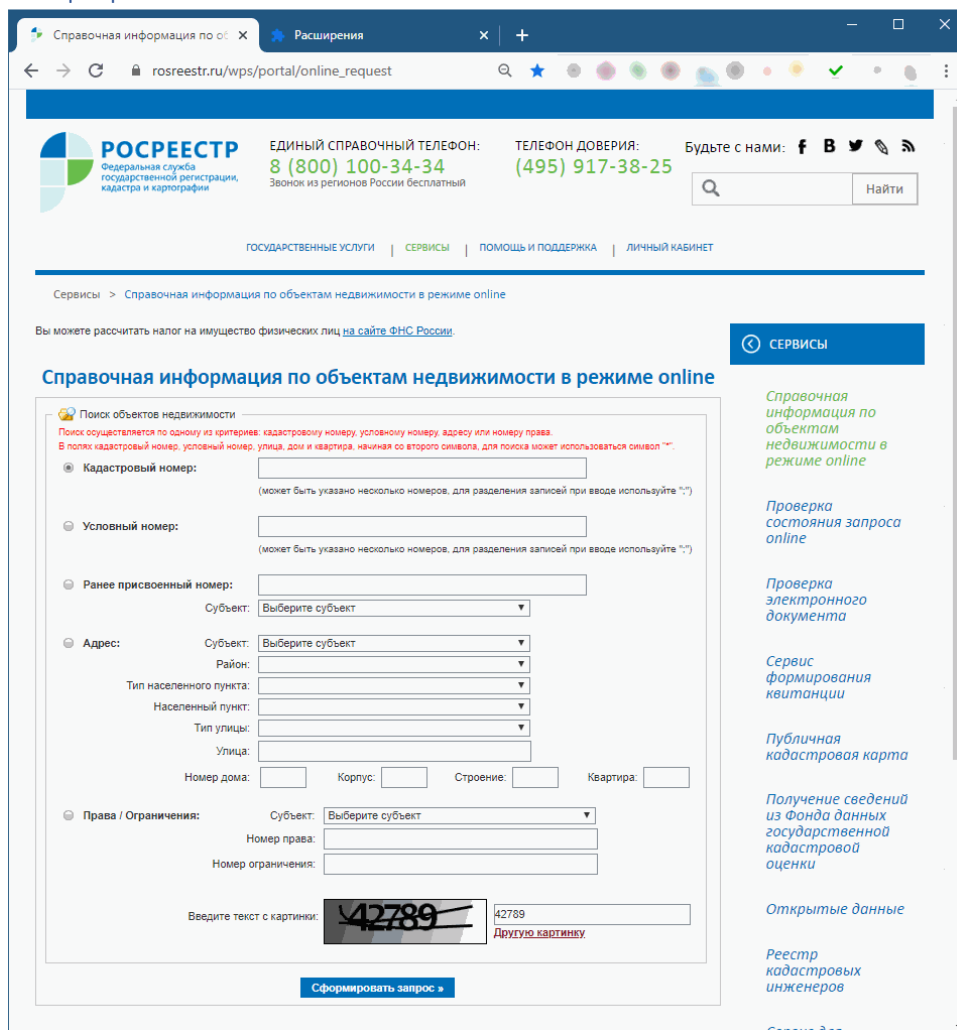 Справочная информация по об
Расширения
rosreestr.ru/wps/portal/online_request
РОСРЕЕСТР
Федеральная служба
государственной регистрации,
кадастра и картографии
ЕДИНЫЙ СПРАВОЧНЫЙ ТЕЛЕФОН:
8 (800) 100-34-34
Звонок из регионов России бесплатный
ТЕЛЕФОН ДОВЕРИЯ:
(495) 917-38-25
Будьте с нами:
Найти
ГОСУДАРСТВЕННЫЕ УСЛУГИ | СЕРВИСЫ | ПОМОЩЬ И ПОДДЕРЖКА | ЛИЧНЫЙ КАБИНЕТ
Сервисы > Справочная информация по объектам недвижимости в режиме online
Вы можете рассчитать налог на имущество физических лиц на сайте ФНС России.
Справочная информация по объектам недвижимости в режиме online
Поиск объектов недвижимости
Поиск осуществляется по одному из критериев: кадастровому номеру, условному номеру, адресу или номеру права.
В полях кадастровый номер, условный номер, улица, дом и квартира, начиная со второго символа, для поиска может использоваться символ "*".
Кадастровый номер:
(может быть указано несколько номеров, для разделения записей при вводе используйте ";")
Условный номер:
(может быть указано несколько номеров, для разделения записей при вводе используйте ";")
Ранее присвоенный номер:
Субъект: Выберите субъект
Адрес: Субъект: Выберите субъект
Район:
Тип населенного пункта:
Населенный пункт:
Тип улицы:
Улица:
Номер дома: Корпус: Строение: Квартира:
Права / Ограничения: Субъект: Выберите субъект
Номер права:
Номер ограничения:
Введите текст с картинки: 42789 42789
Другую картинку
Сформировать запрос »
СЕРВИСЫ
Справочная
информация по
объектам
недвижимости в
режиме online
Проверка
состояния запроса
online
Проверка
электронного
документа
Сервис
формирования
квитанции
Публичная
кадастровая карта
Получение сведений
из Фонда данных
государственной
кадастровой
оценки
Открытые данные
Реестр
кадастровых
инженеров